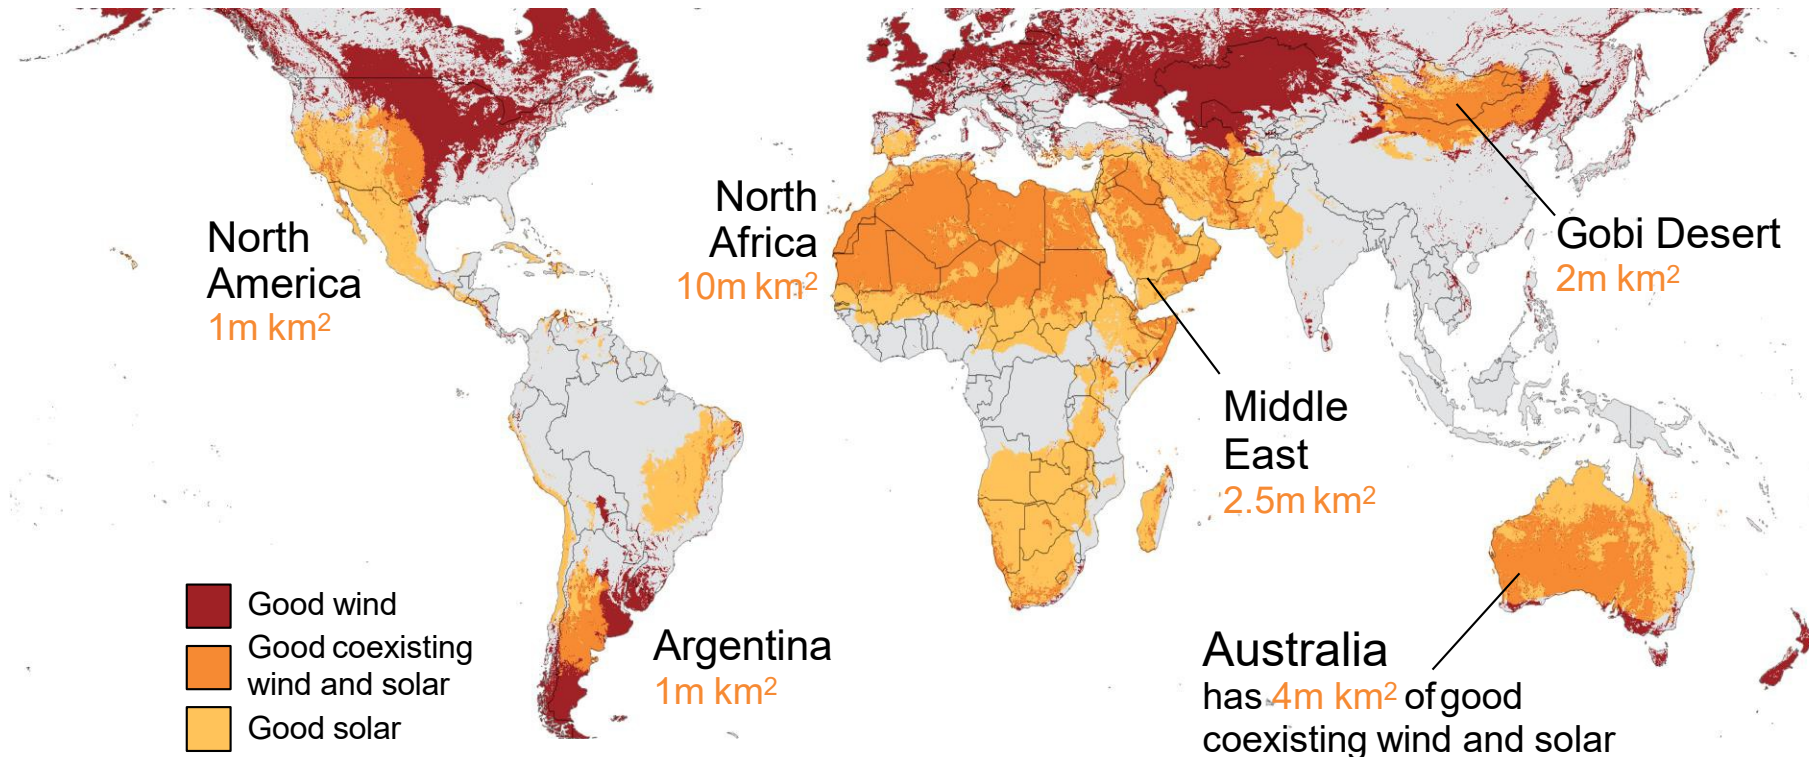 North
America
1m km²
North
Africa
10m km²
Gobi Desert
2m km²
Middle
East
2.5m km²
Good wind
Good coexisting
wind and solar
Good solar
Argentina
1m km²
Australia
has 4m km² of good
coexisting wind and solar